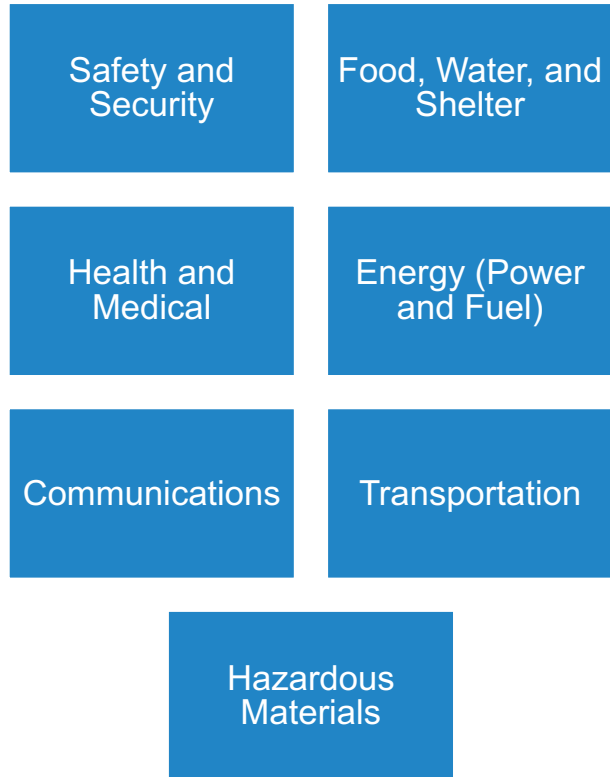 Safety and
Security
Food, Water, and
Shelter
Health and
Medical
Energy (Power
and Fuel)
Communications
Transportation
Hazardous
Materials